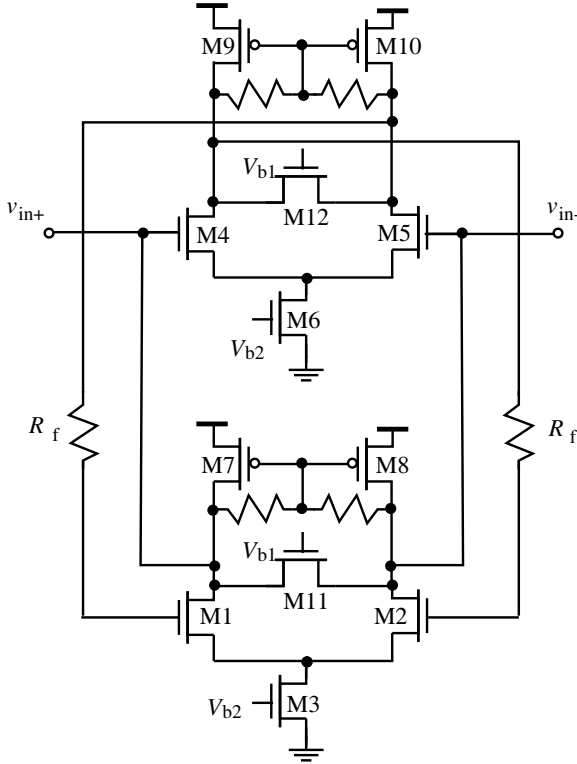 M9 M10
V_b1
v_in+ M12 v_in-
M4 M5
M6
V_b2
R_f R_f
M7 M8
V_b1
M11
M1 M2
M3
V_b2